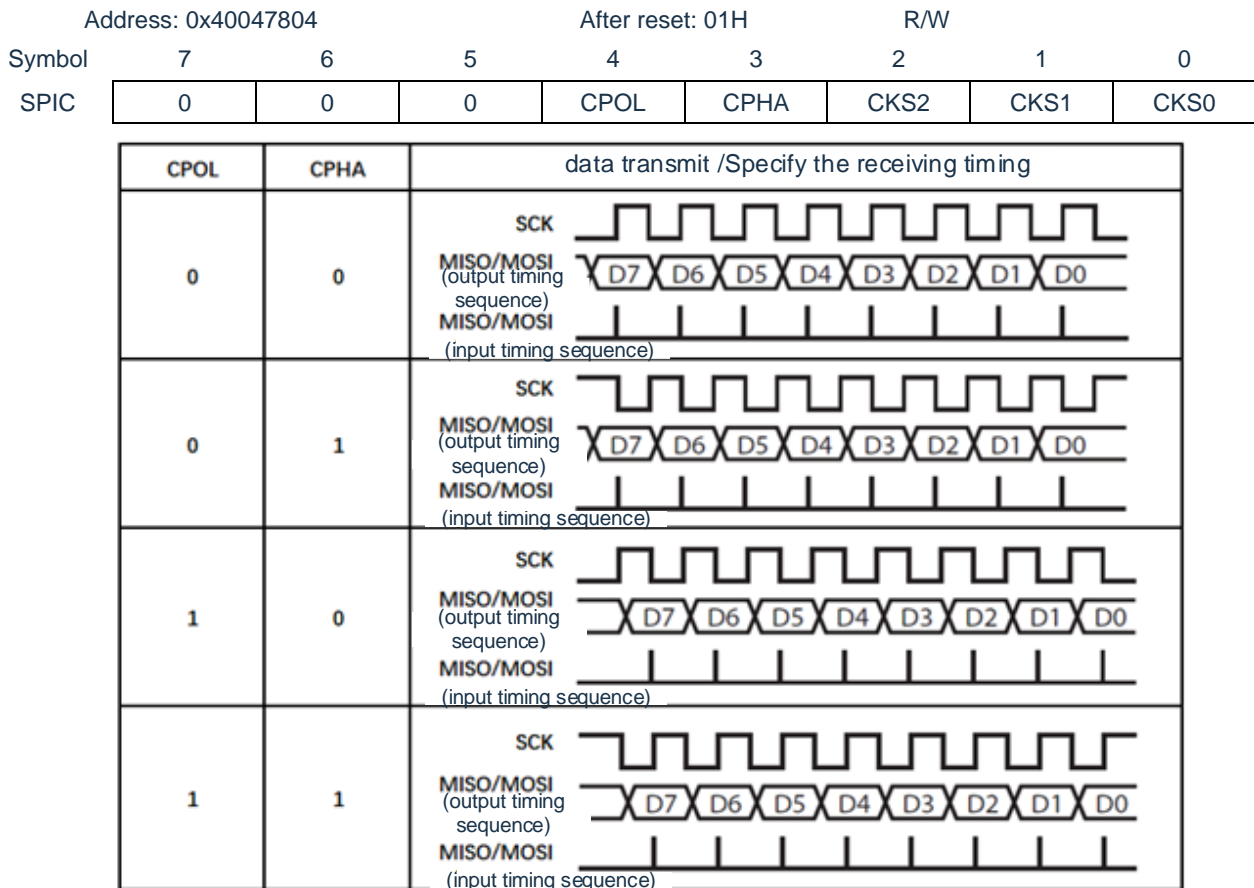 Address: 0x40047804 After reset: 01H R/W
Symbol 7 6 5 4 3 2 1 0
SPIC 0 0 0 CPOL CPHA CKS2 CKS1 CKS0
CPOL CPHA data transmit /Specify the receiving timing
SCK
0 0 MISO/MOSI D7 D6 D5 D4 D3 D2 D1 D0
(output timing
sequence)
MISO/MOSI
(input timing sequence)
SCK
0 1 MISO/MOSI D7 D6 D5 D4 D3 D2 D1 D0
(output timing
sequence)
MISO/MOSI
(input timing sequence)
SCK
1 0 MISO/MOSI D7 D6 D5 D4 D3 D2 D1 D0
(output timing
sequence)
MISO/MOSI
(input timing sequence)
SCK
1 1 MISO/MOSI D7 D6 D5 D4 D3 D2 D1 D0
(output timing
sequence)
MISO/MOSI
(input timing sequence)